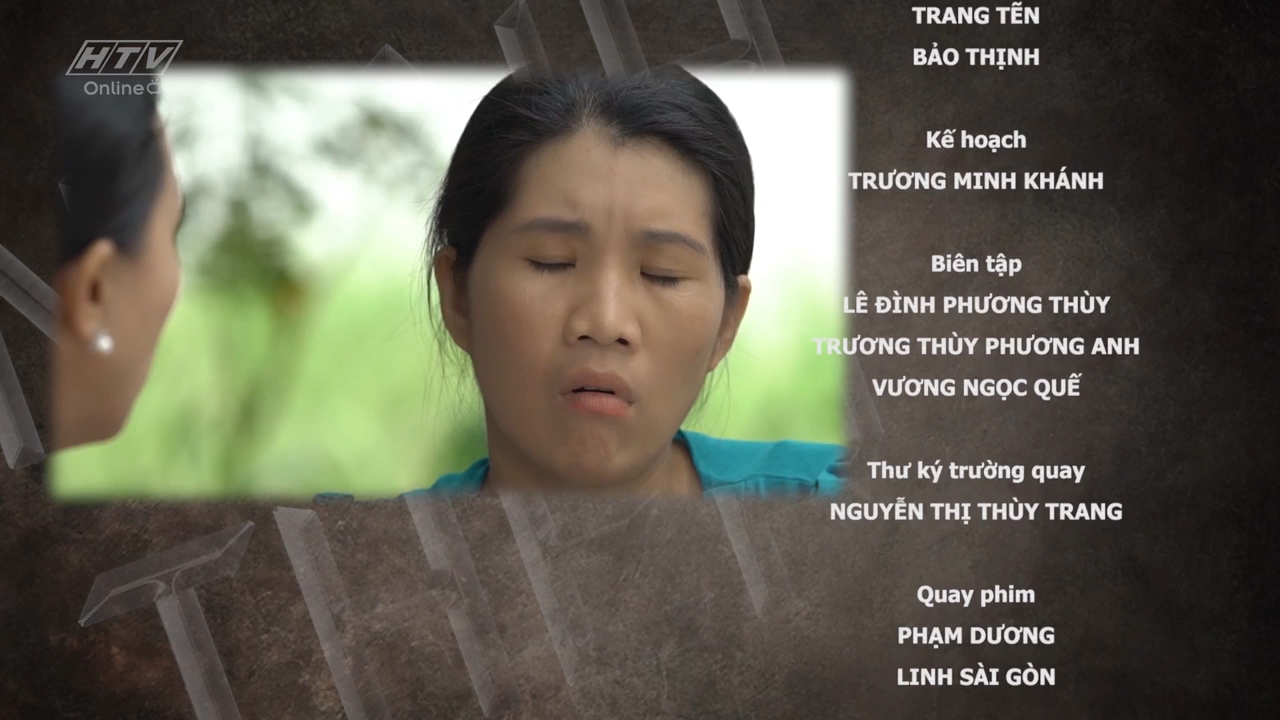 HTV
Online
TRANG TẼN
BẢO THỊNH
Kế hoạch
TRƯƠNG MINH KHÁNH
Biên tập
LÊ ĐÌNH PHƯƠNG THÙY
TRƯƠNG THÙY PHƯƠNG ANH
VƯƠNG NGỌC QUẾ
Thư ký trường quay
NGUYỄN THỊ THÙY TRANG
Quay phim
PHẠM DƯƠNG
LINH SÀI GÒN